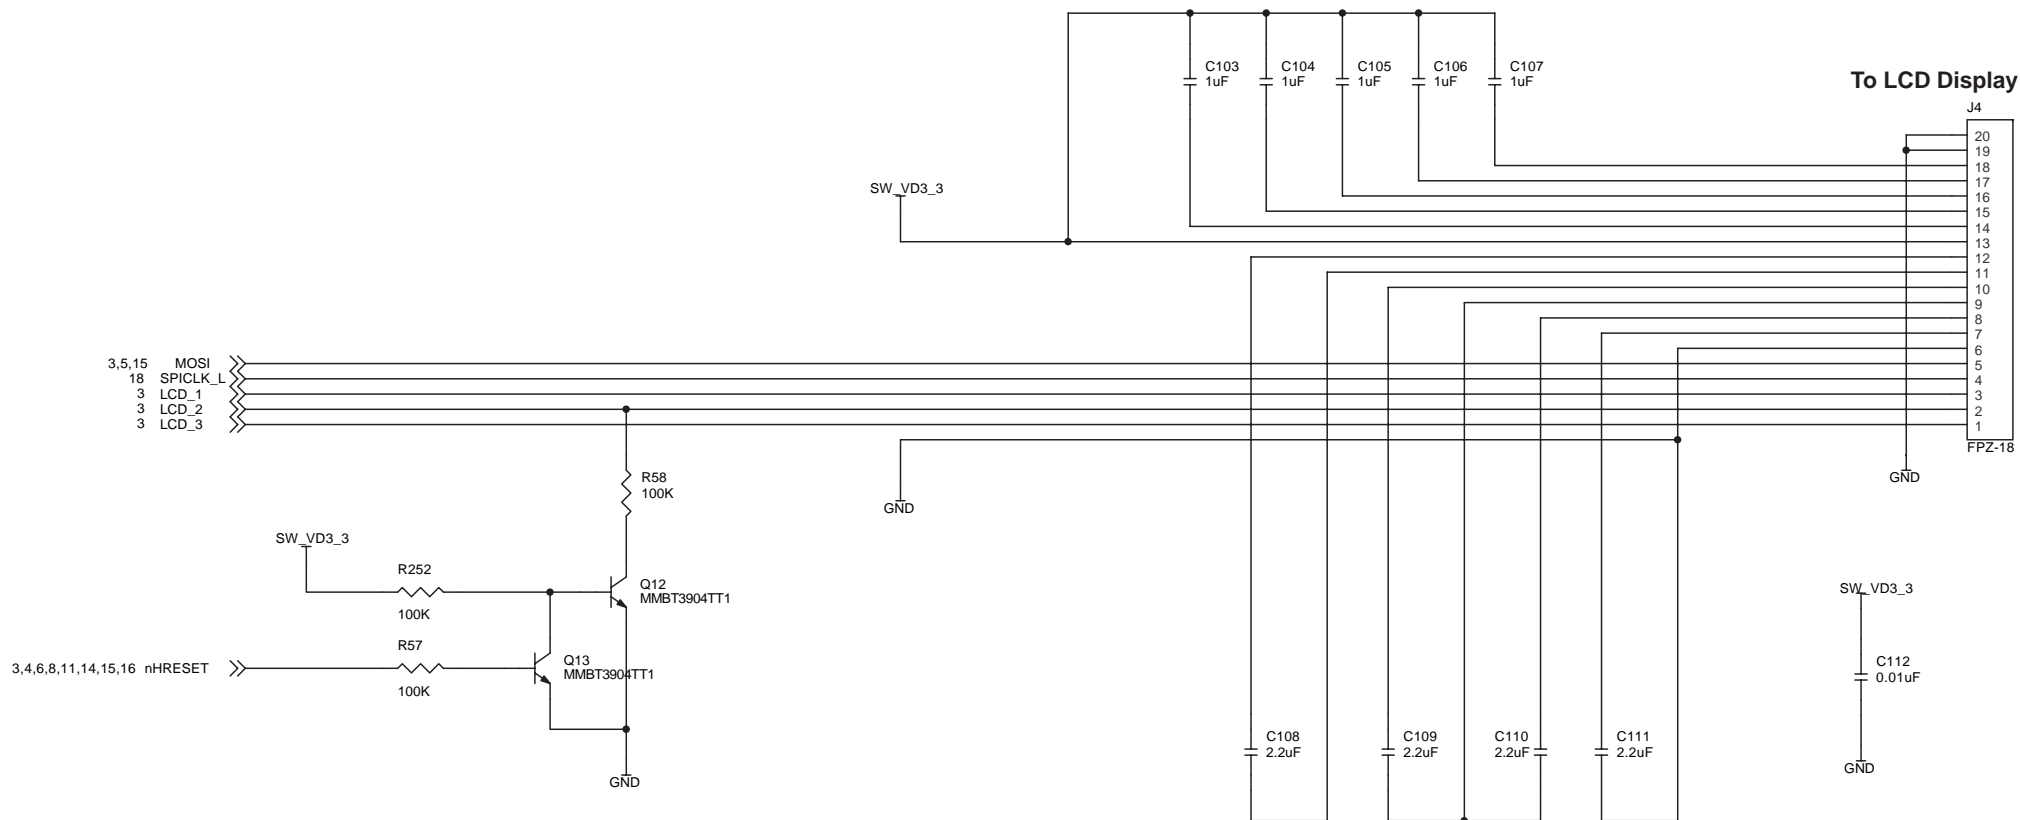 C103
1uF
C104
1uF
C105
1uF
C106
1uF
C107
1uF
To LCD Display
J4
20
19
18
17
16
15
14
13
12
11
10
9
8
7
6
5
4
3
2
1
FPZ-18
GND
SW_VD3_3
3,5,15 MOSI
18 SPICLK_L
3 LCD_1
3 LCD_2
3 LCD_3
GND
R58
100K
SW_VD3_3
R252
100K
Q12
MMBT3904TT1
R57
100K
3,4,6,8,11,14,15,16 nHRESET
Q13
MMBT3904TT1
GND
SW_VD3_3
C112
0.01uF
GND
C108
2.2uF
C109
2.2uF
C110
2.2uF
C111
2.2uF